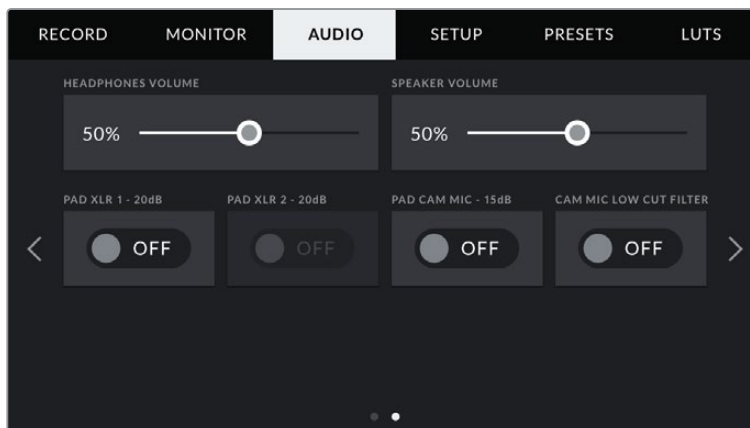 RECORD MONITOR AUDIO SETUP PRESETS LUTS
HEADPHONES VOLUME SPEAKER VOLUME
50% 50%
PAD XLR 1 - 20dB PAD XLR 2 - 20dB PAD CAM MIC - 15dB CAM MIC LOW CUT FILTER
OFF OFF OFF OFF